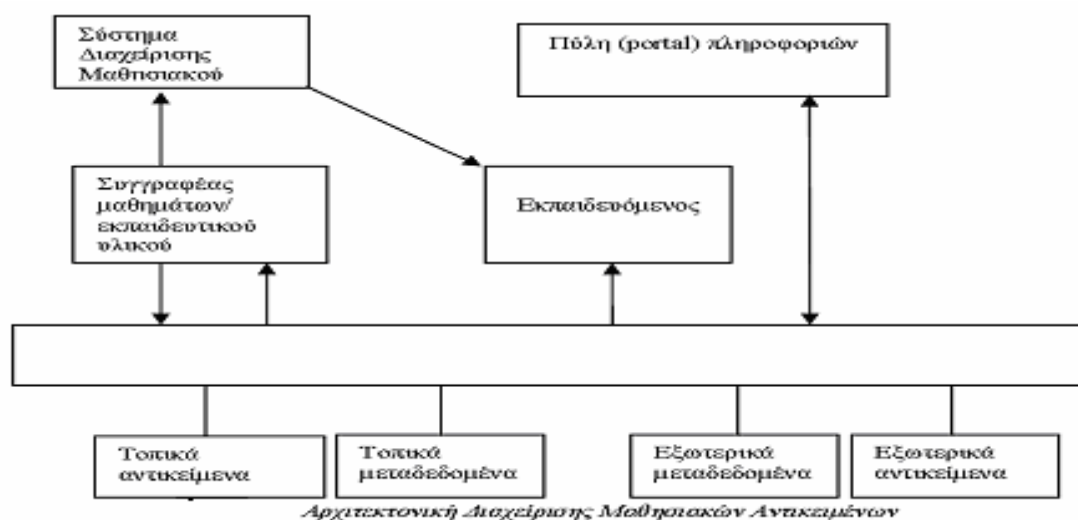 Σύστημα
Διαχείρισης
Μαθησιακού
Πύλη (portal) πληροφοριών
Συγγραφέας
μαθημάτων/
εκπαιδευτικού
υλικού
Εκπαιδευόμενος
Τοπικά
αντικείμενα
Τοπικά
μεταδεδομένα
Εξωτερικά
μεταδεδομένα
Εξωτερικά
αντικείμενα
Αρχιτεκτονική Διαχείρισης Μαθησιακών Αντικειμένων